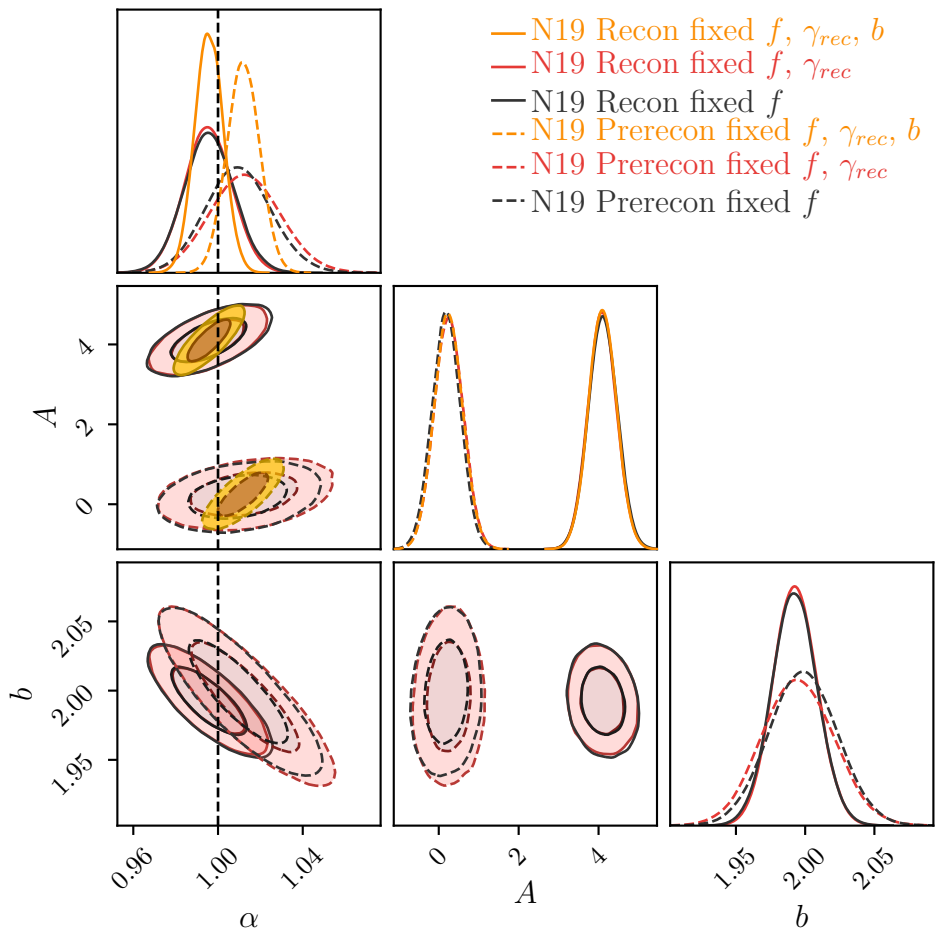 N19 Recon fixed f, γrec, b
N19 Recon fixed f, γrec
N19 Recon fixed f
N19 Prerecon fixed f, γrec, b
N19 Prerecon fixed f, γrec
N19 Prerecon fixed f
4
2
0
A
2.05
2.00
1.95
b
0.96 1.00 1.04
α
0 2 4
A
1.95 2.00 2.05
b